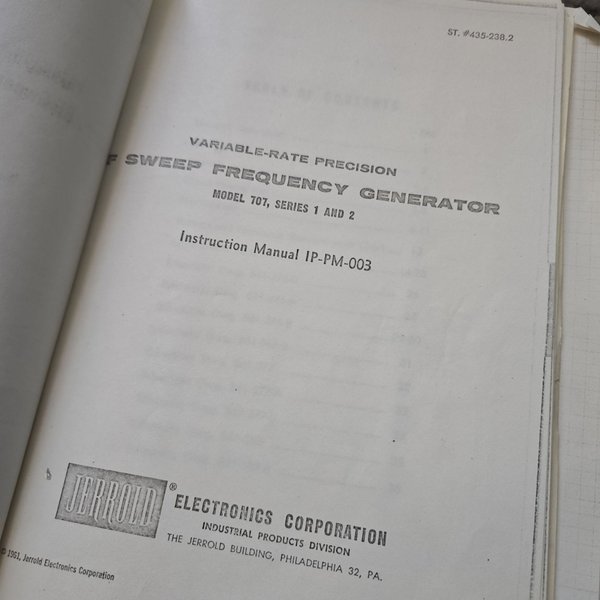 ST. #435-238.2
VARIABLE-RATE PRECISION
F SWEEP FREQUENCY GENERATOR
MODEL 707, SERIES 1 AND 2
Instruction Manual IP-PM-003
JERROLD ® ELECTRONICS CORPORATION
INDUSTRIAL PRODUCTS DIVISION
THE JERROLD BUILDING, PHILADELPHIA 32, PA.
© 1961, Jerrold Electronics Corporation